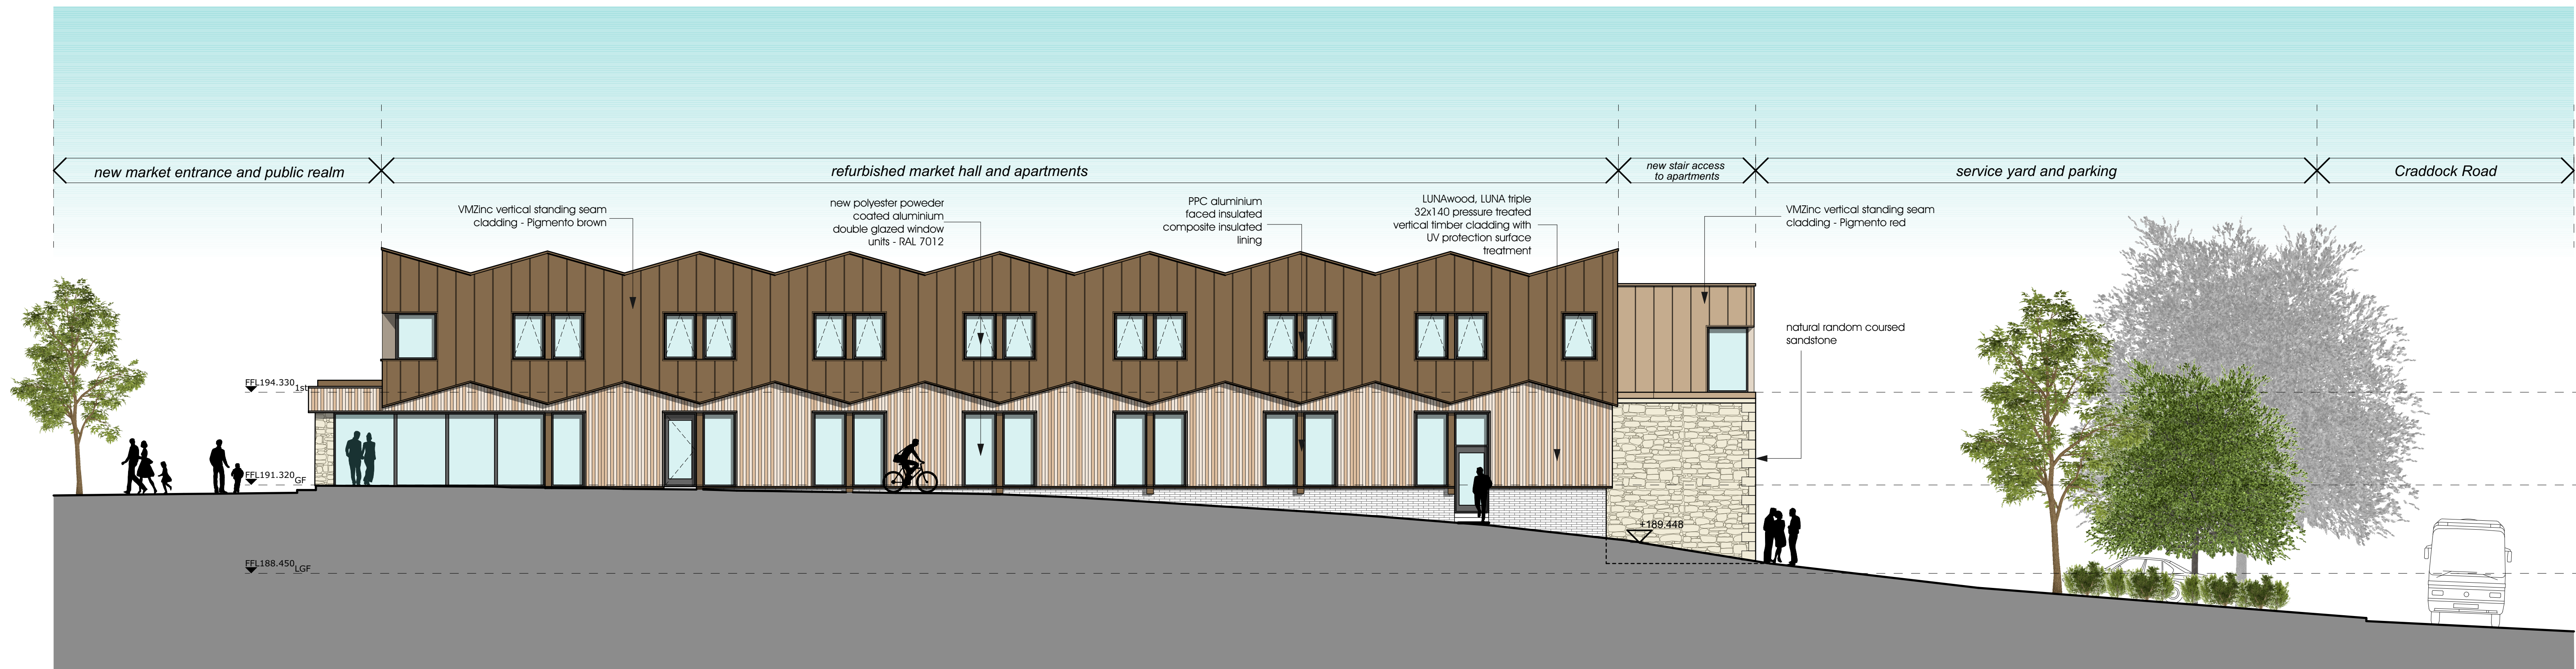 new market entrance and public realm
refurbished market hall and apartments
new stair access
to apartments
service yard and parking
Craddock Road
VMZinc vertical standing seam
cladding - Pigmento brown
new polyester poweder
coated aluminium
double glazed window
units - RAL 7012
PPC aluminium
faced insulated
composite insulated
lining
LUNAwood, LUNA triple
32x140 pressure treated
vertical timber cladding with
UV protection surface
treatment
VMZinc vertical standing seam
cladding - Pigmento red
natural random coursed
sandstone
FFL194.330 1st
FFL191.320 GF
+189.448
FFL188.450 LGF